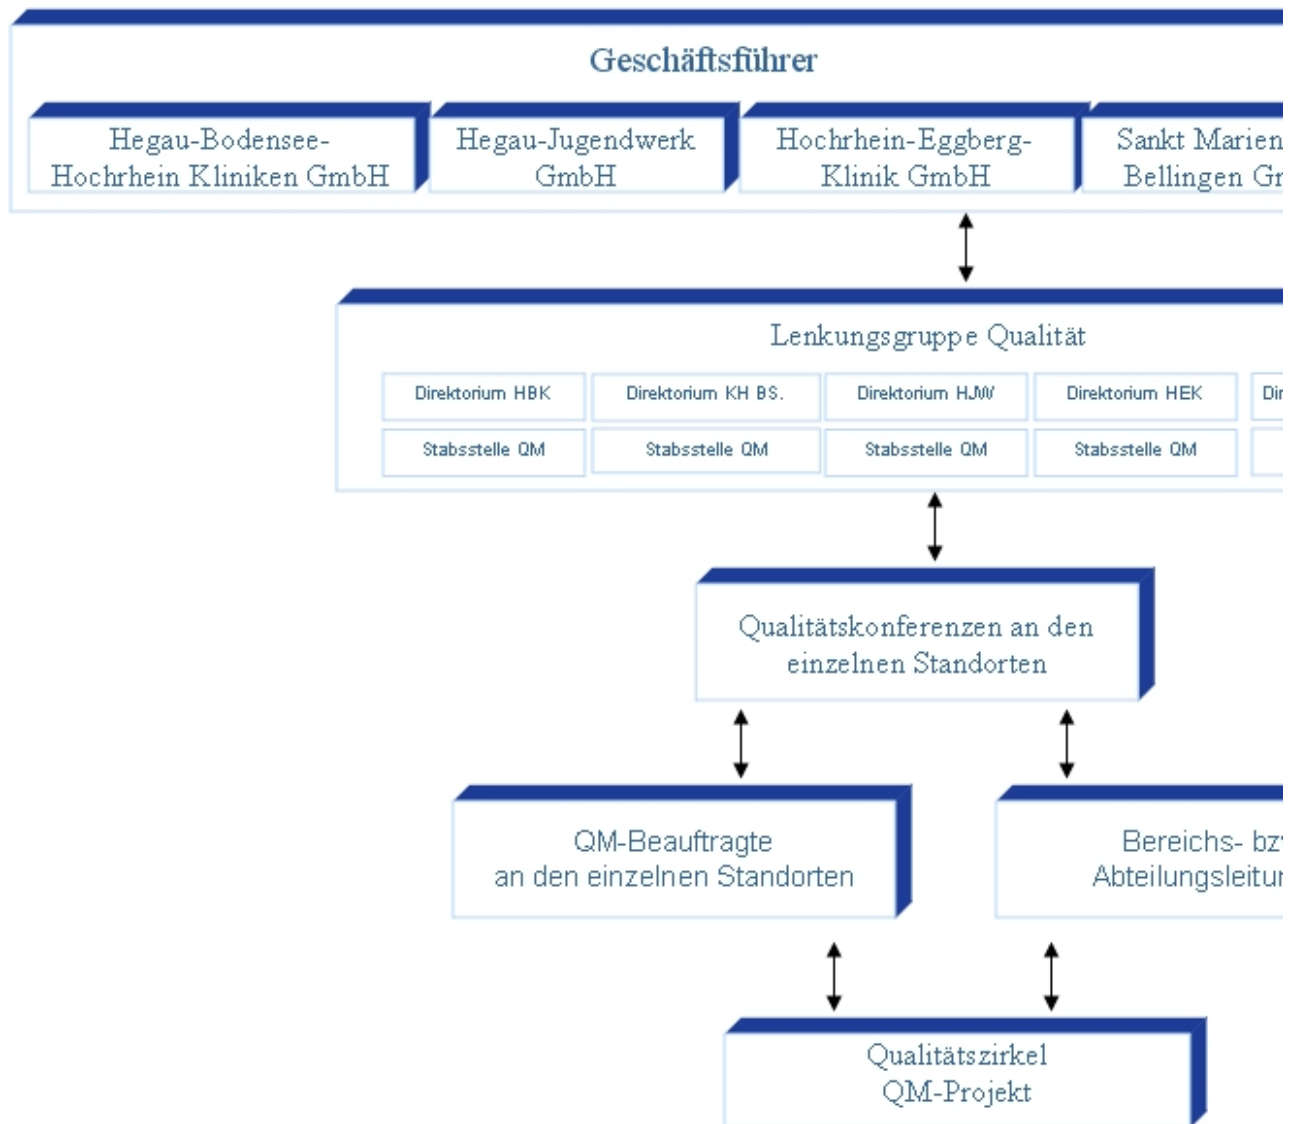 Geschäftsführer
Hegau-Bodensee-
Hochrhein Kliniken GmbH
Hegau-Jugendwerk
GmbH
Hochrhein-Eggberg-
Klinik GmbH
Sankt Marien
Bellingen
Lenkungsgruppe Qualität
Direktorium HBK
Direktorium KH BS.
Direktorium HJW
Direktorium HEK
Stabsstelle QM
Stabsstelle QM
Stabsstelle QM
Stabsstelle QM
Qualitätskonferenzen an den
einzelnen Standorten
QM-Beauftragte
an den einzelnen Standorten
Bereichs-
Qualitätszirkel
QM-Projekt